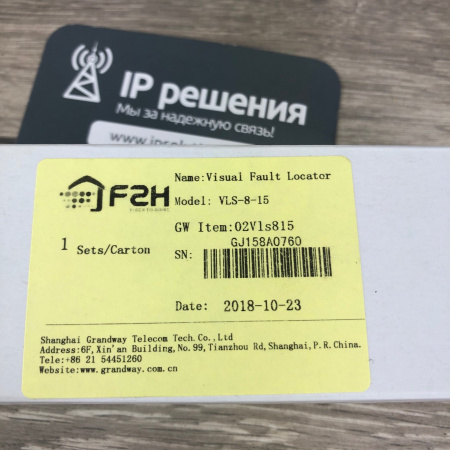 IP решения
Мы за надежную связь!
F2H
Name:Visual Fault Locator
Model: VLS-8-15
GW Item:02Vls815
GJ158A0760
SN:
1 Sets/Carton
Date: 2018-10-23
Shanghai Grandway Telecom Tech.Co.,Ltd
Address:6F,Xin'an Building,No.99,Tianzhou Rd,Shanghai,P.R.China.
Tele:+86 21 54451260
Website:www.grandway.com.cn